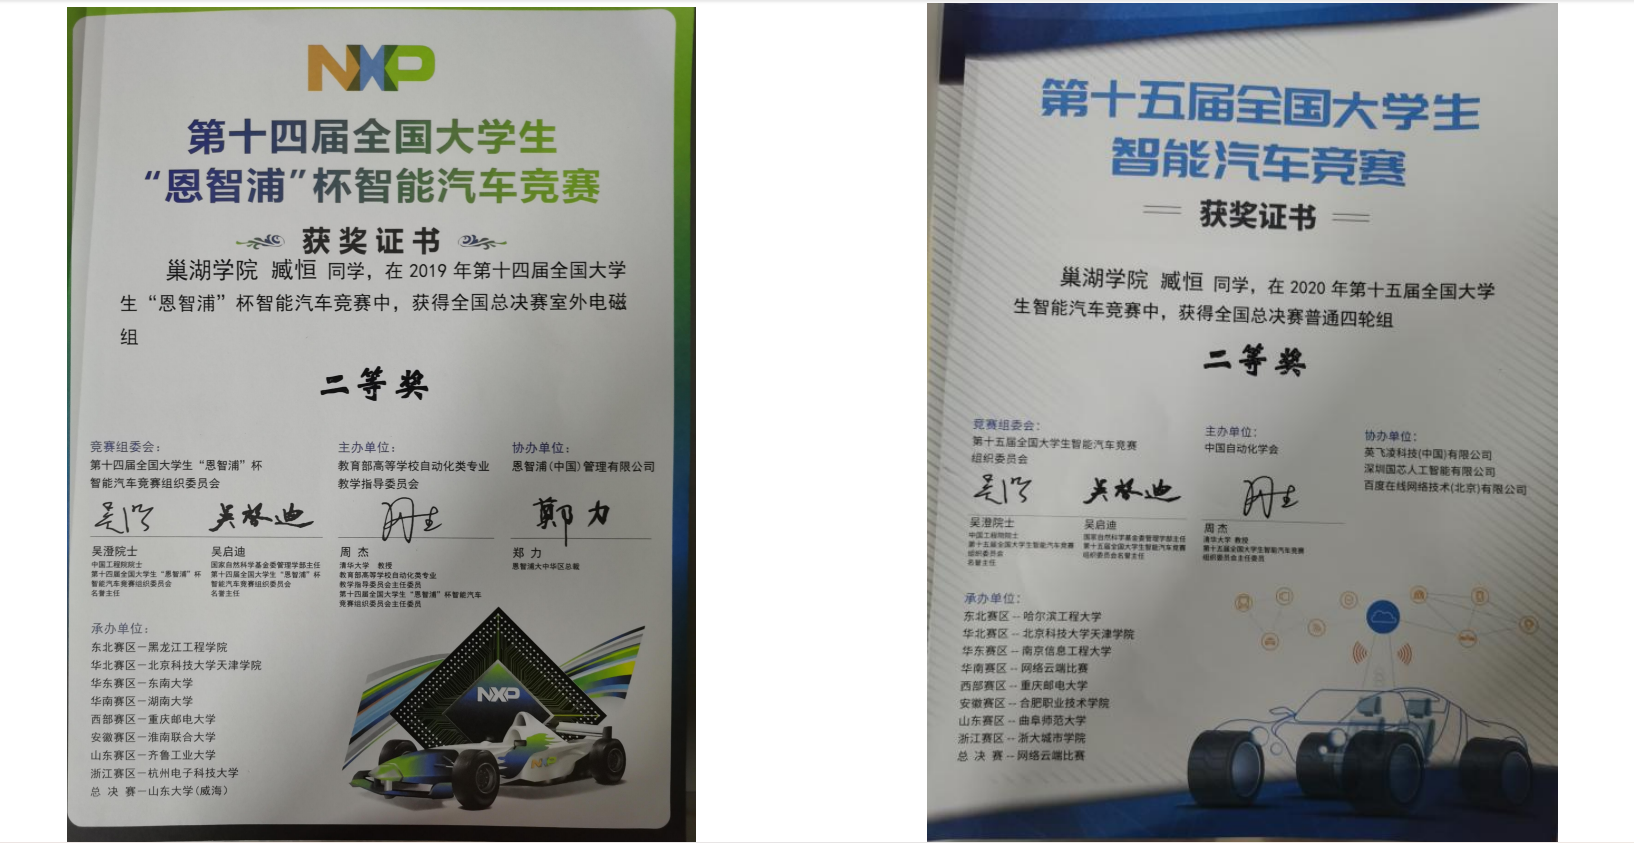 NXP
第十四届全国大学生
“恩智浦”杯智能汽车竞赛
获奖证书
巢湖学院 臧恒 同学，在 2019 年第十四届全国大学
生“恩智浦”杯智能汽车竞赛中，获得全国总决赛室外电磁
组
二等奖
竞赛组委会：
第十四届全国大学生“恩智浦”杯
智能汽车竞赛组织委员会
主办单位：
教育部高等学校自动化类专业
教学指导委员会
协办单位：
恩智浦(中国)管理有限公司
吴启迪
郑力
吴澄院士
中国工程院院士
第十四届全国大学生“恩智浦”杯
智能汽车竞赛组织委员会
名誉主任
吴启迪
国家自然科学基金委管理学部主任
第十四届全国大学生“恩智浦”杯
智能汽车竞赛组织委员会
名誉主任
周 杰
清华大学 教授
教育部高等学校自动化类专业
教学指导委员会主任委员
第十四届全国大学生“恩智浦”杯智能汽车
竞赛组织委员会主任委员
郑 力
恩智浦大中华区总裁
承办单位：
东北赛区－黑龙江工程学院
华北赛区－北京科技大学天津学院
华东赛区－东南大学
华南赛区－湖南大学
西部赛区－重庆邮电大学
安徽赛区－淮南联合大学
山东赛区－齐鲁工业大学
浙江赛区－杭州电子科技大学
总 决 赛－山东大学(威海)
NXP
NXP
第十五届全国大学生
智能汽车竞赛
获奖证书
巢湖学院 臧恒 同学，在 2020 年第十五届全国大学
生智能汽车竞赛中，获得全国总决赛普通四轮组
二等奖
竞赛组委会：
第十五届全国大学生智能汽车竞赛
组织委员会
主办单位：
中国自动化学会
协办单位：
英飞凌科技(中国)有限公司
深圳国芯人工智能有限公司
百度在线网络技术(北京)有限公司
吴启迪
吴澄院士
中国工程院院士
第十五届全国大学生智能汽车竞赛
组织委员会
名誉主任
吴启迪
国家自然科学基金委管理学部主任
第十五届全国大学生智能汽车竞赛
组织委员会名誉主任
周 杰
清华大学 教授
第十五届全国大学生智能汽车竞赛
组织委员会主任委员
承办单位：
东北赛区 -- 哈尔滨工程大学
华北赛区 -- 北京科技大学天津学院
华东赛区 -- 南京信息工程大学
华南赛区 -- 网络云端比赛
西部赛区 -- 重庆邮电大学
安徽赛区 -- 合肥职业技术学院
山东赛区 -- 曲阜师范大学
浙江赛区 -- 浙大城市学院
总 决 赛 -- 网络云端比赛